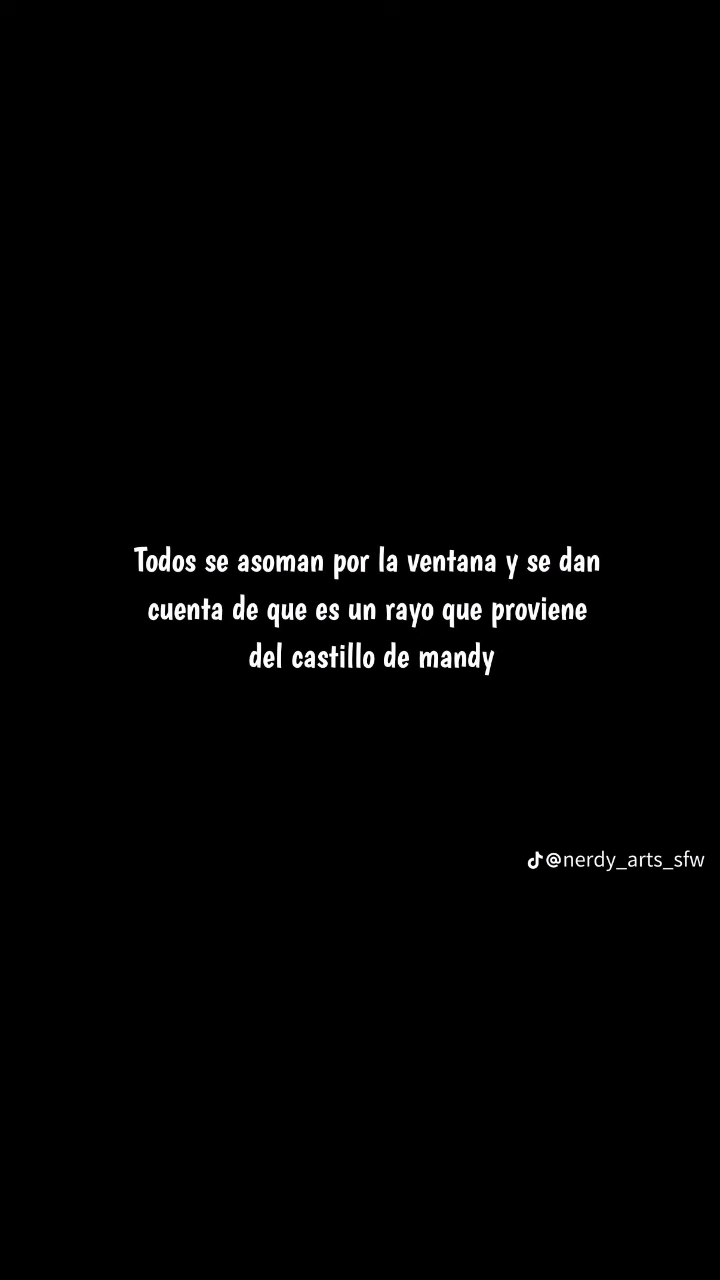 Todos se asoman por la ventana y se dan
cuenta de que es un rayo que proviene
del castillo de mandy
@nerdy_arts_sfw